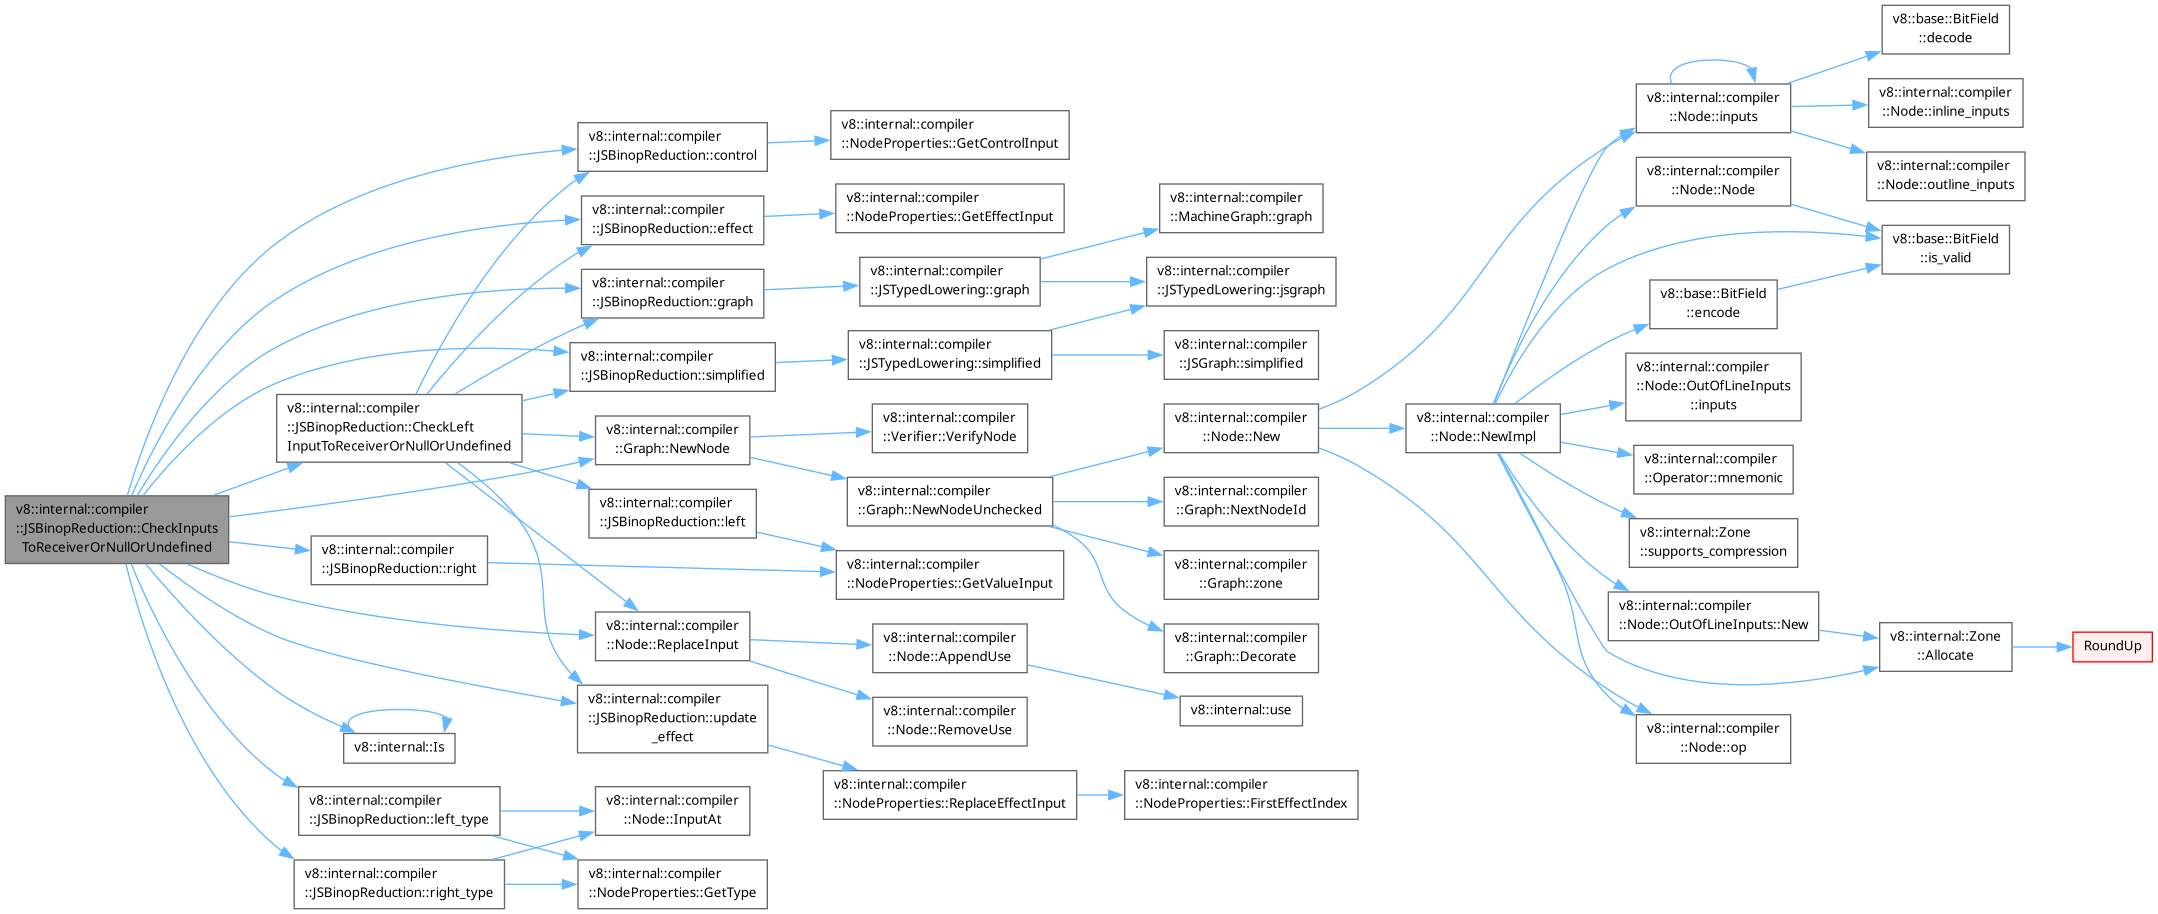 v8::internal::compiler
::JSBinopReduction::CheckInputs
ToReceiverOrNullOrUndefined
v8::internal::compiler
::JSBinopReduction::CheckLeft
InputToReceiverOrNullOrUndefined
v8::internal::compiler
::JSBinopReduction::right
v8::internal::Is
v8::internal::compiler
::JSBinopReduction::left_type
v8::internal::compiler
::JSBinopReduction::right_type
v8::internal::compiler
::JSBinopReduction::control
v8::internal::compiler
::JSBinopReduction::effect
v8::internal::compiler
::JSBinopReduction::graph
v8::internal::compiler
::JSBinopReduction::simplified
v8::internal::compiler
::Graph::NewNode
v8::internal::compiler
::JSBinopReduction::left
v8::internal::compiler
::Node::ReplaceInput
v8::internal::compiler
::JSBinopReduction::update
_effect
v8::internal::compiler
::Node::InputAt
v8::internal::compiler
::NodeProperties::GetType
v8::internal::compiler
::NodeProperties::GetControlInput
v8::internal::compiler
::NodeProperties::GetEffectInput
v8::internal::compiler
::JSTypedLowering::graph
v8::internal::compiler
::JSTypedLowering::simplified
v8::internal::compiler
::Verifier::VerifyNode
v8::internal::compiler
::Graph::NewNodeUnchecked
v8::internal::compiler
::NodeProperties::GetValueInput
v8::internal::compiler
::Node::AppendUse
v8::internal::compiler
::Node::RemoveUse
v8::internal::compiler
::NodeProperties::ReplaceEffectInput
v8::internal::compiler
::MachineGraph::graph
v8::internal::compiler
::JSTypedLowering::jsgraph
v8::internal::compiler
::JSGraph::simplified
v8::internal::compiler
::Node::New
v8::internal::compiler
::Graph::NextNodeId
v8::internal::compiler
::Graph::zone
v8::internal::compiler
::Graph::Decorate
v8::internal::use
v8::internal::compiler
::NodeProperties::FirstEffectIndex
v8::internal::compiler
::Node::NewImpl
v8::internal::compiler
::Node::inputs
v8::internal::compiler
::Node::Node
v8::base::BitField
::encode
v8::internal::compiler
::Node::OutOfLineInputs
::inputs
v8::internal::compiler
::Operator::mnemonic
v8::internal::Zone
::supports_compression
v8::internal::compiler
::Node::OutOfLineInputs::New
v8::internal::compiler
::Node::op
v8::base::BitField
::decode
v8::internal::compiler
::Node::inline_inputs
v8::internal::compiler
::Node::outline_inputs
v8::base::BitField
::is_valid
v8::internal::Zone
::Allocate
RoundUp